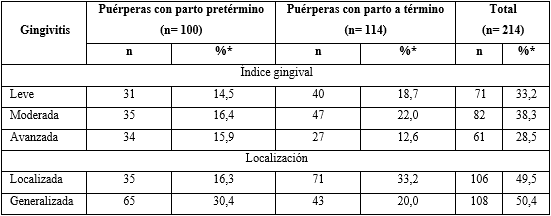 Gingivitis Puérperas con parto pretérmino (n= 100) Puérperas con parto a término (n= 114) Total (n= 214)
n %* n %* n %*
Índice gingival
Leve 31 14,5 40 18,7 71 33,2
Moderada 35 16,4 47 22,0 82 38,3
Avanzada 34 15,9 27 12,6 61 28,5
Localización
Localizada 35 16,3 71 33,2 106 49,5
Generalizada 65 30,4 43 20,0 108 50,4